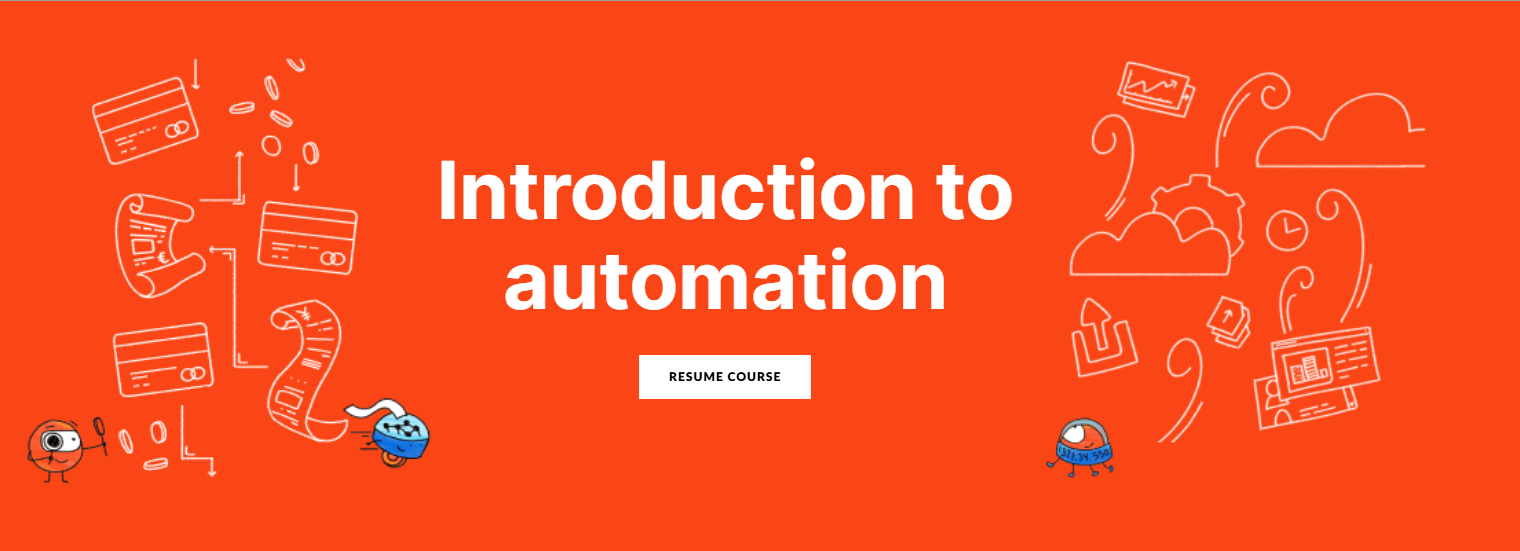 Introduction to
automation
RESUME COURSE